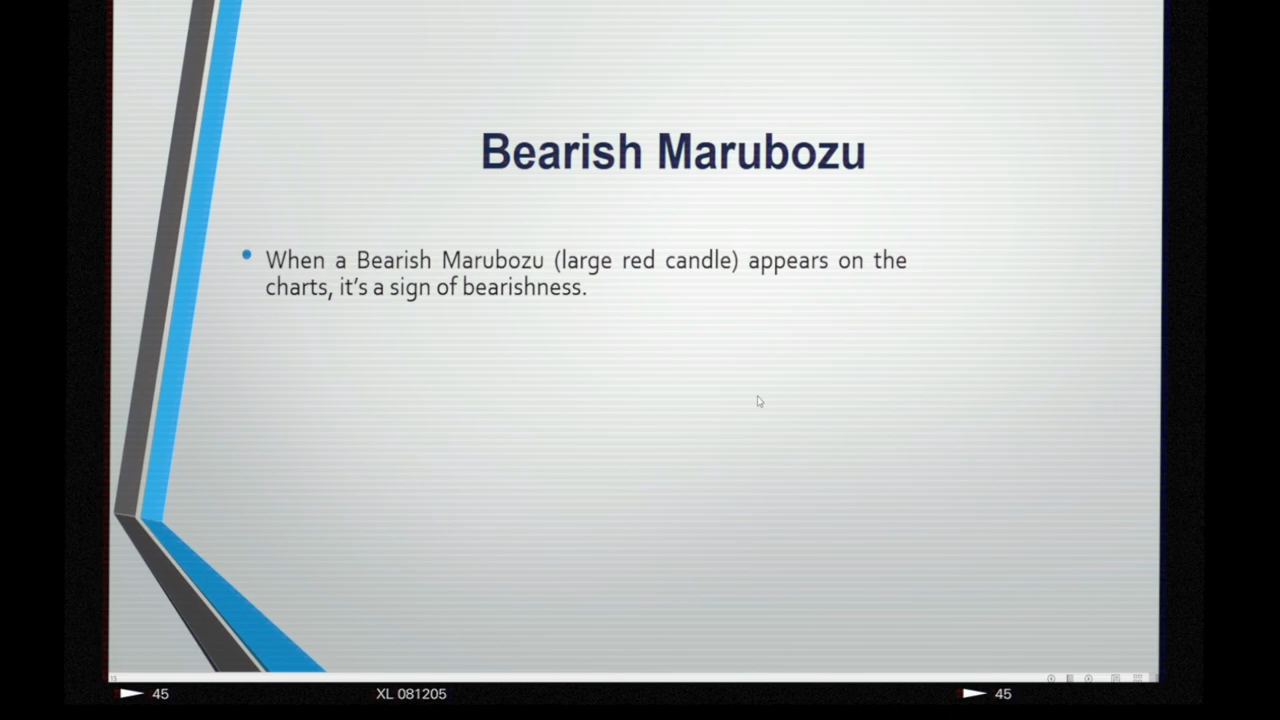 Bearish Marubozu
When a Bearish Marubozu (large red candle) appears on the
charts, it's a sign of bearishness.
15
45
XL 081205
45